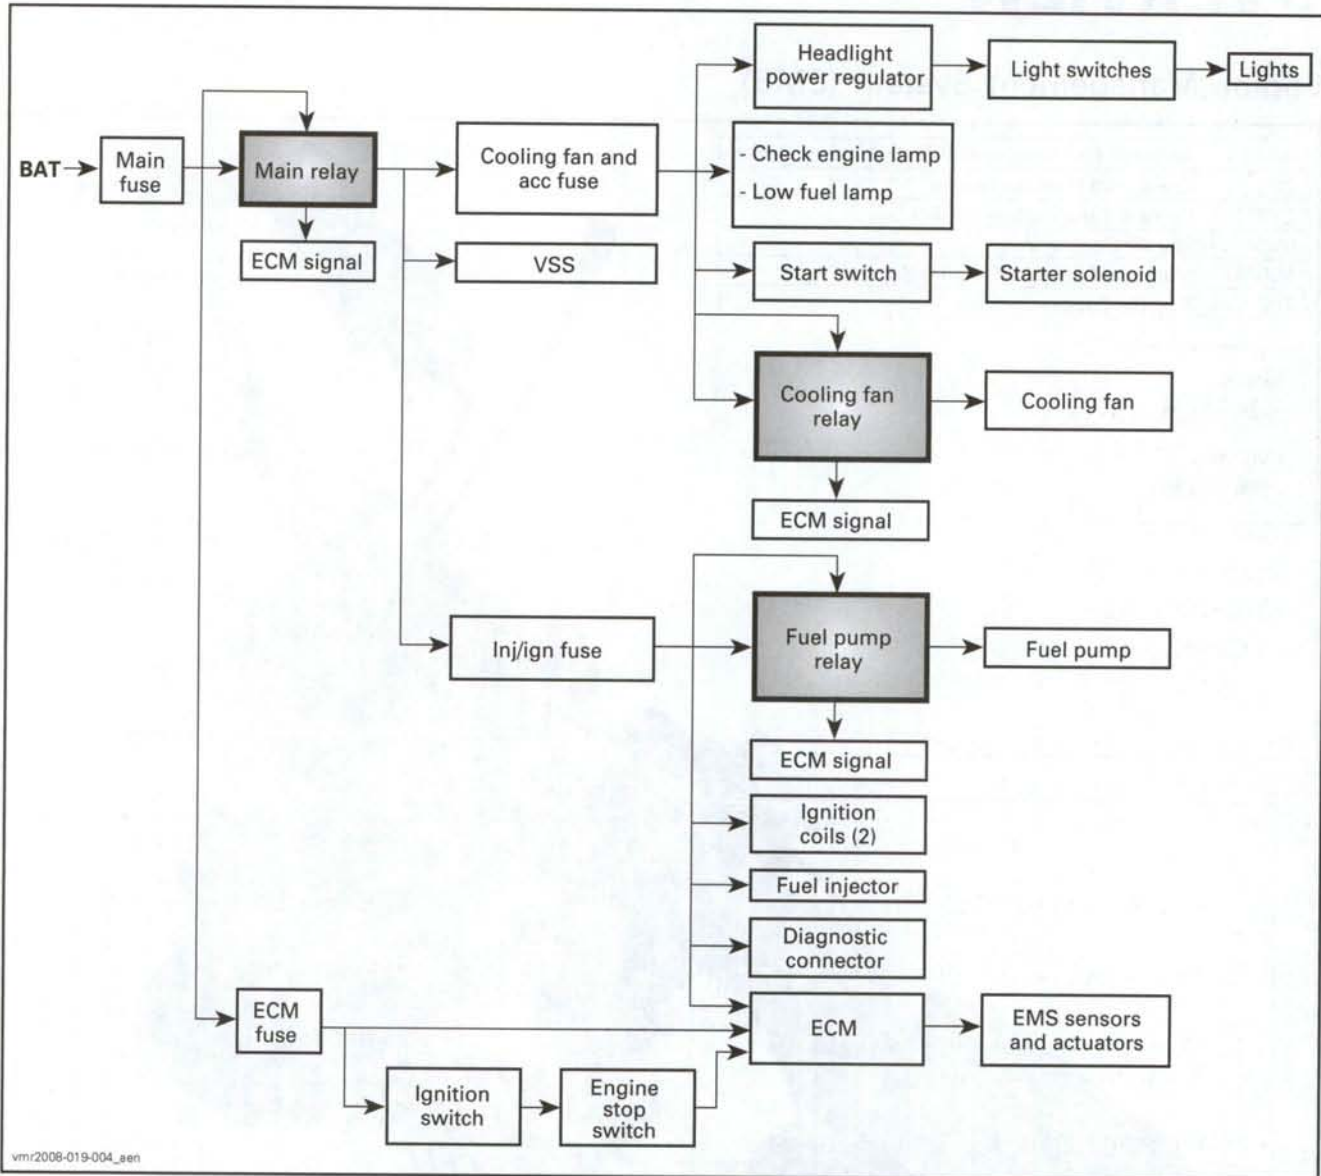 Headlight
power regulator
Light switches
Lights
BAT
Main
fuse
Main relay
Cooling fan and
acc fuse
- Check engine lamp
- Low fuel lamp
ECM signal
VSS
Start switch
Starter solenoid
Cooling fan
relay
Cooling fan
ECM signal
Inj/ign fuse
Fuel pump
relay
Fuel pump
ECM signal
Ignition
coils (2)
Fuel injector
Diagnostic
connector
ECM
fuse
ECM
EMS sensors
and actuators
Ignition
switch
Engine
stop
switch
vmr2008-019-004_aen